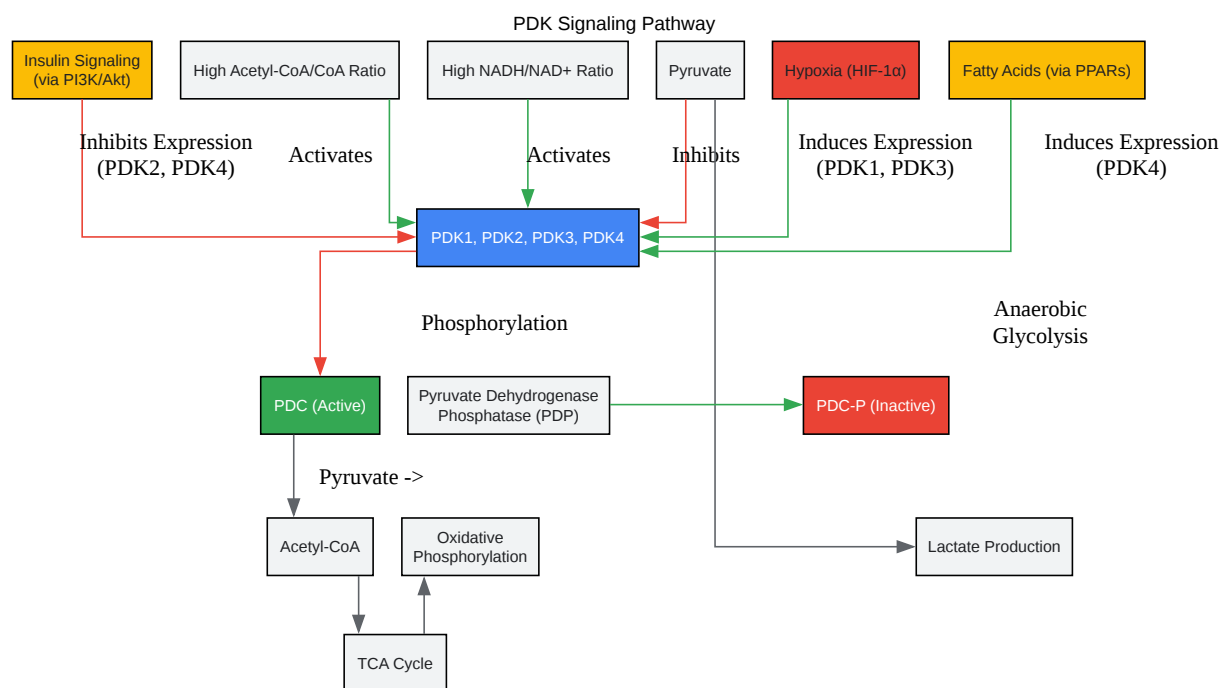 PDK Signaling Pathway
Insulin Signaling
(via PI3K/Akt)
High Acetyl-CoA/CoA Ratio
High NADH/NAD+ Ratio
Pyruvate
Hypoxia (HIF-1α)
Fatty Acids (via PPARs)
Inhibits Expression
(PDK2, PDK4)
Activates
Activates
Inhibits
Induces Expression
(PDK1, PDK3)
Induces Expression
(PDK4)
PDK1, PDK2, PDK3, PDK4
Phosphorylation
Anaerobic
Glycolysis
PDC (Active)
Pyruvate Dehydrogenase
Phosphatase (PDP)
PDC-P (Inactive)
Pyruvate ->
Acetyl-CoA
Oxidative
Phosphorylation
Lactate Production
TCA Cycle